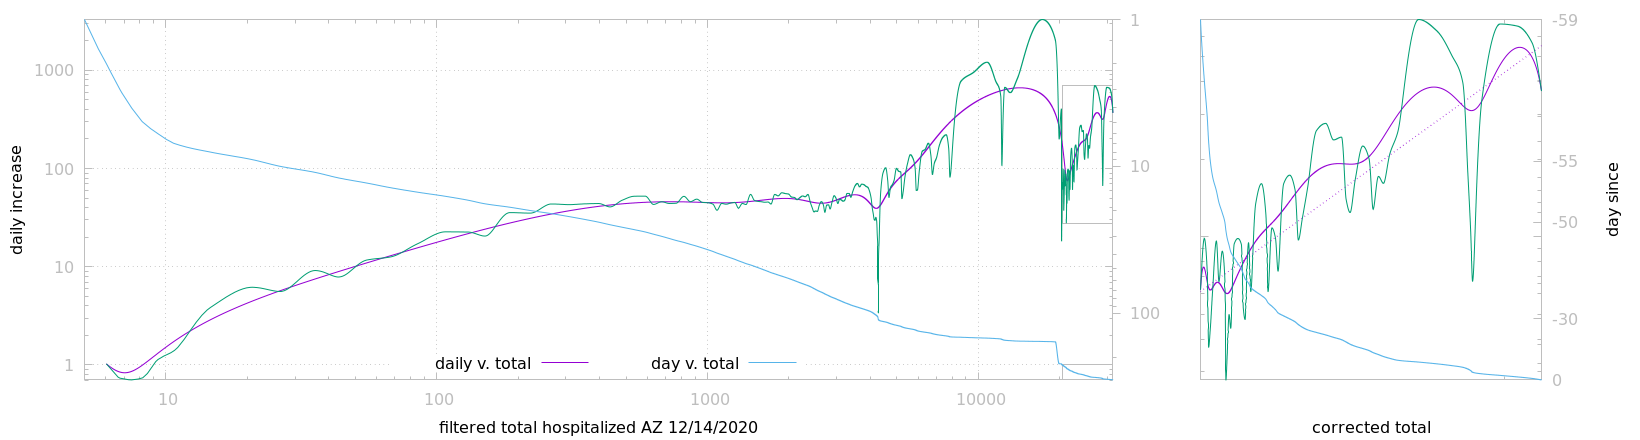 1
-59
1000
daily increase
100
10
-55
day since
-50
10
100
-30
1
daily v. total
day v. total
0
10
100
1000
10000
filtered total hospitalized AZ 12/14/2020
corrected total